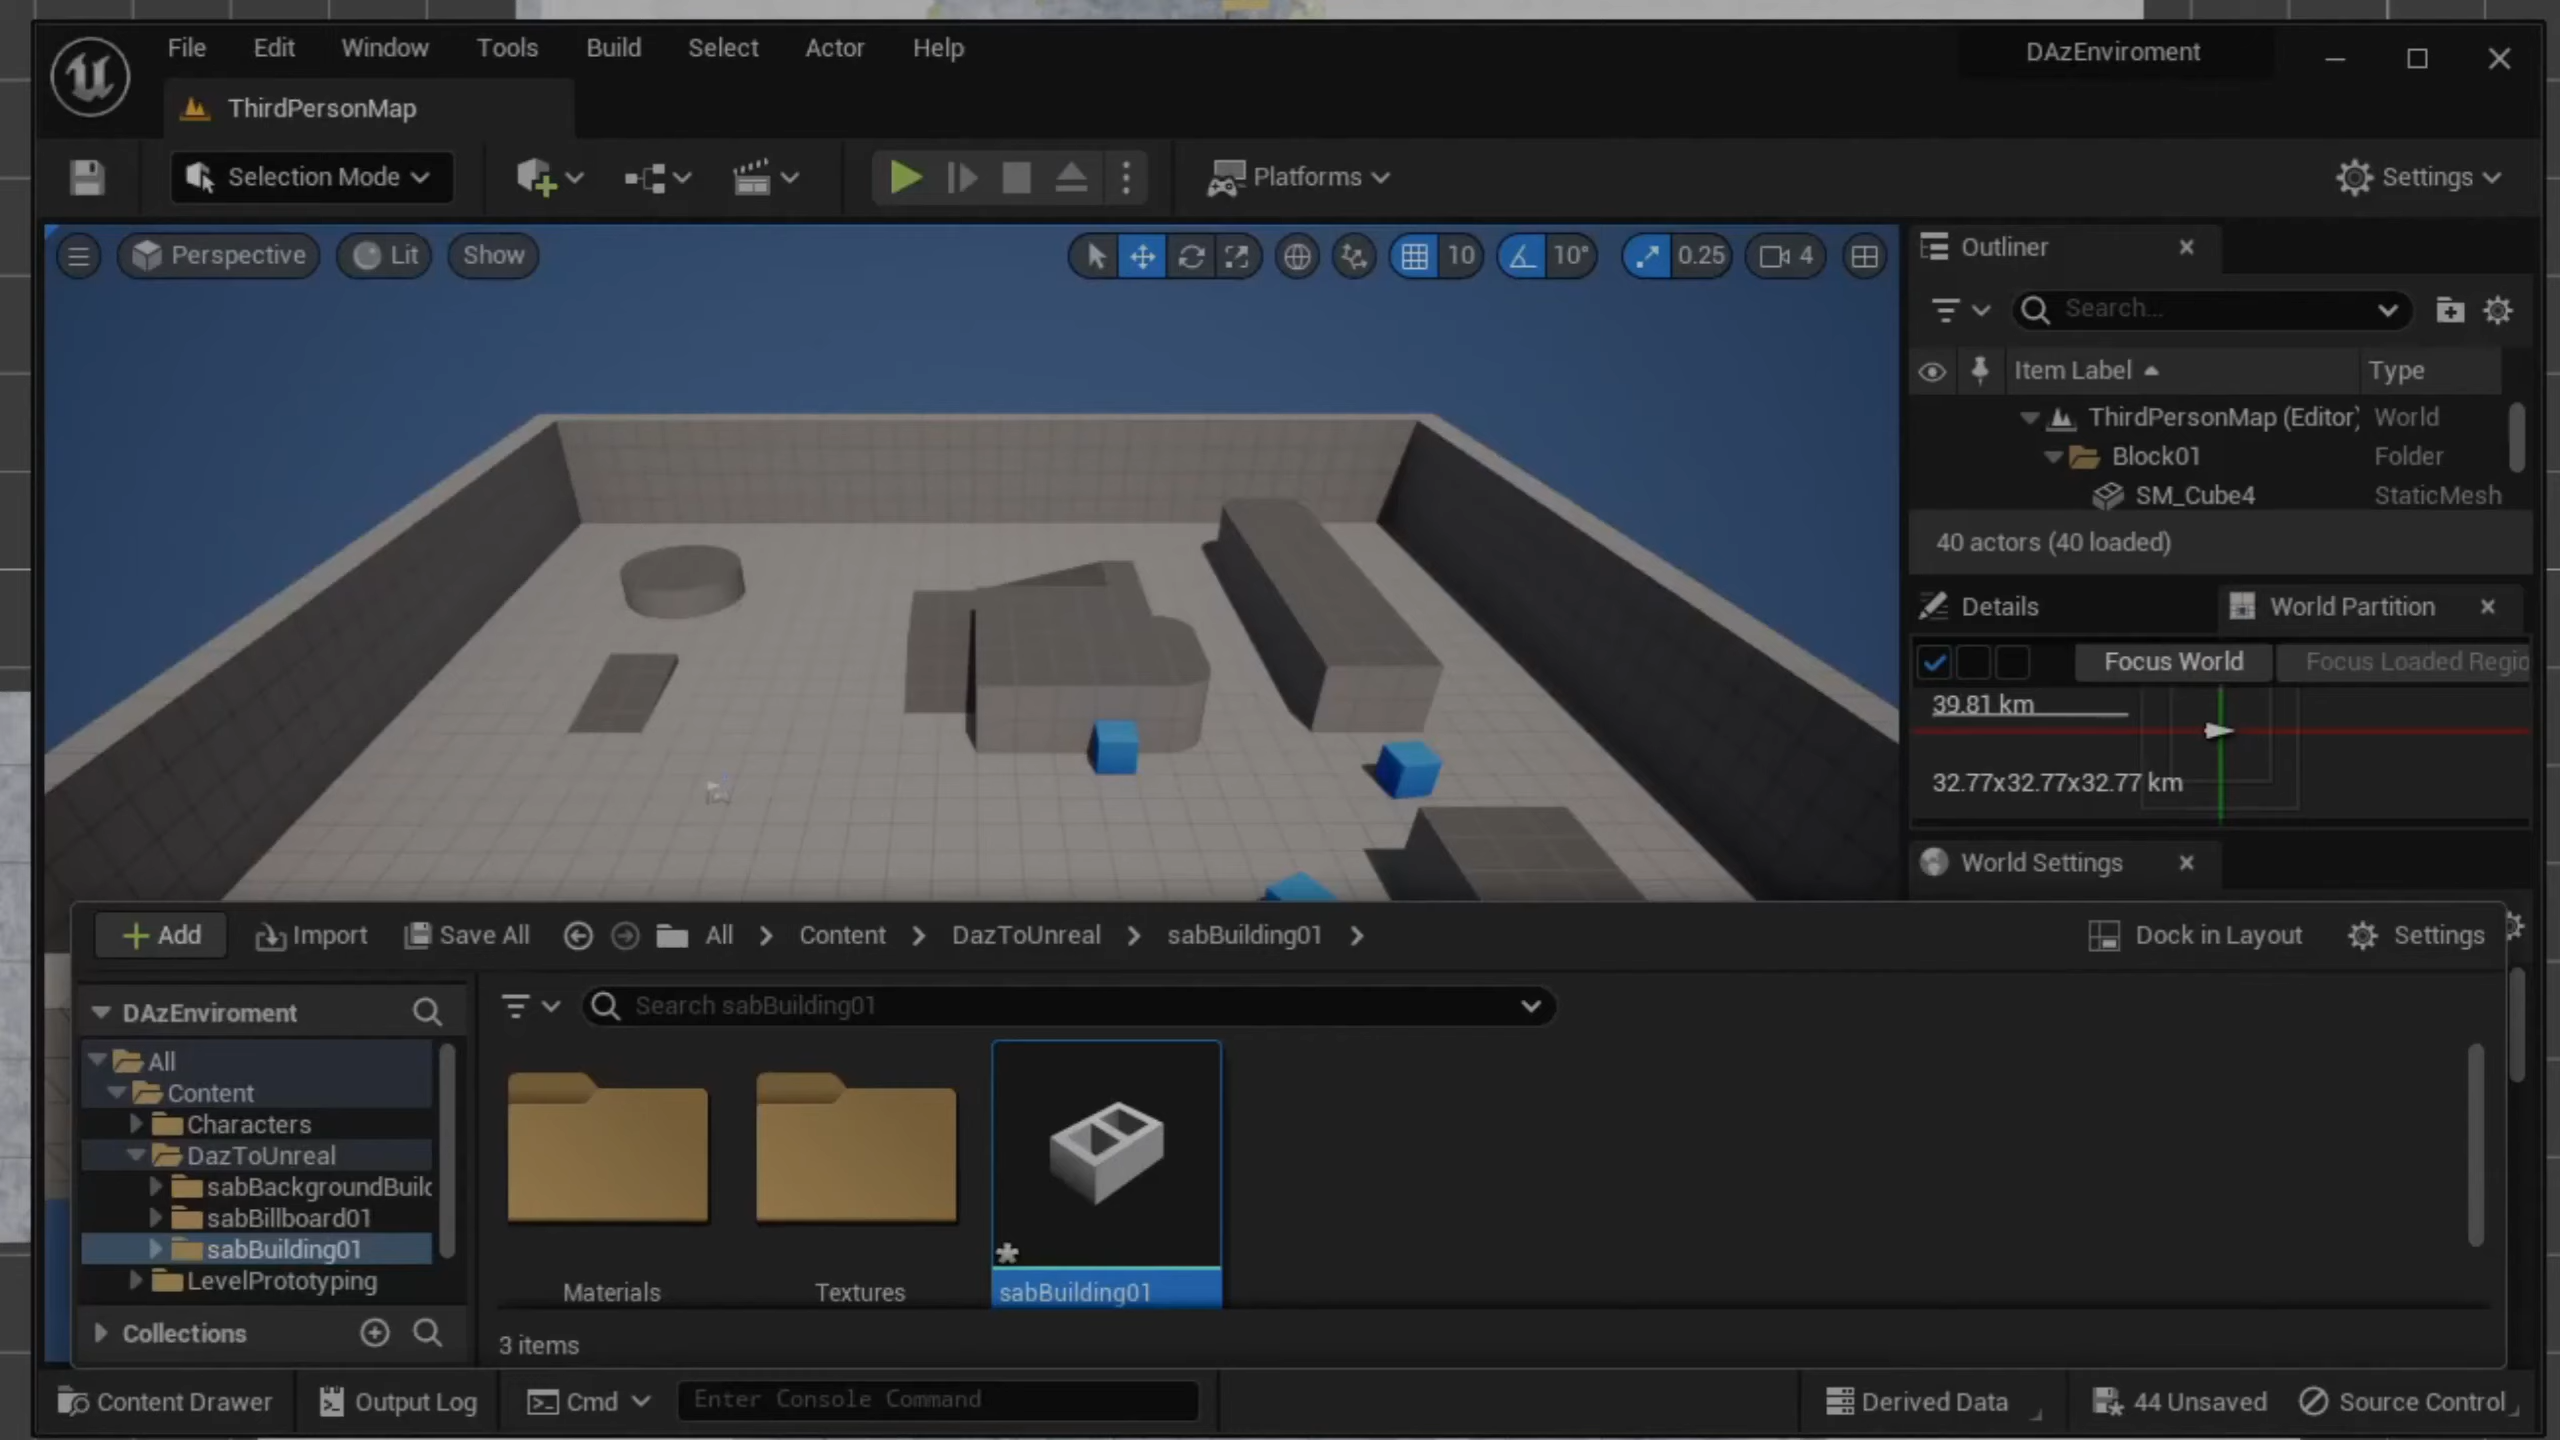 File Edit Window Tools Build Select Actor Help
DAzEnviroment
ThirdPersonMap
Selection Mode
Platforms
Settings
Perspective
Lit
Show
10
10°
0.25
4
Outliner
Search...
Item Label
Type
ThirdPersonMap (Editor)
World
Block01
Folder
SM_Cube4
StaticMesh
40 actors (40 loaded)
Details
World Partition
Focus World
Focus Loaded Regio
39.81 km
32.77x32.77x32.77 km
World Settings
Add
Import
Save All
All
Content
DazToUnreal
sabBuilding01
Dock in Layout
Settings
DAzEnviroment
Search sabBuilding01
All
Content
Characters
DazToUnreal
sabBackgroundBuild
sabBillboard01
sabBuilding01
LevelPrototyping
Materials
Textures
sabBuilding01
Collections
3 items
Content Drawer
Output Log
Cmd
Enter Console Command
Derived Data
44 Unsaved
Source Control